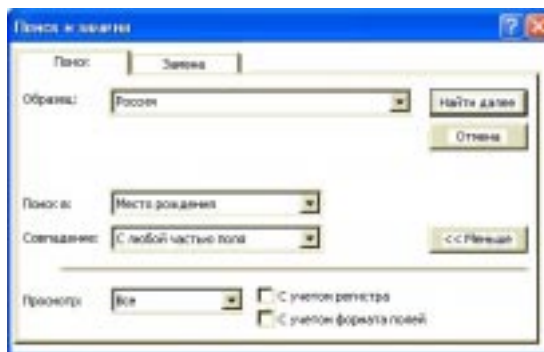 Поиск и замена
Поиск Замена
Образец: Россия Найти далее
Отмена
Поиск в: Место рождения
Совпадение: С любой частью поля << Меньше
Просмотр: Все С учетом регистра
С учетом формата полей